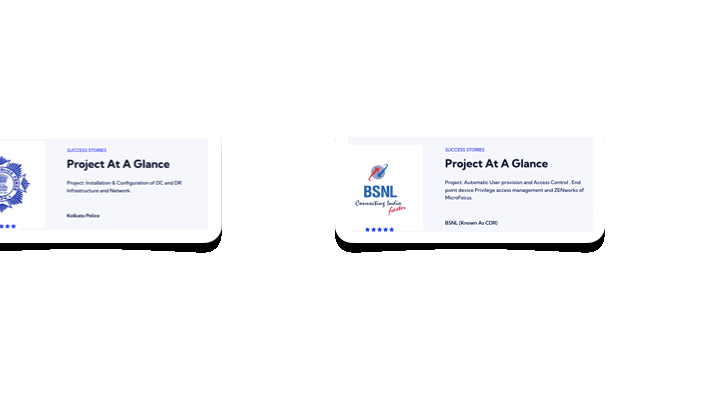 SUCCESS STORIES
Project At A Glance
Project: Installation & Configuration of DC and DR
Infrastructure and Network.
Kolkata Police
SUCCESS STORIES
Project At A Glance
Project: Automatic User provision and Access Control , End
point device Privilege access management and ZENworks of
MicroFocus.
BSNL (Known As CDR)
BSNL
Connecting India
Faster